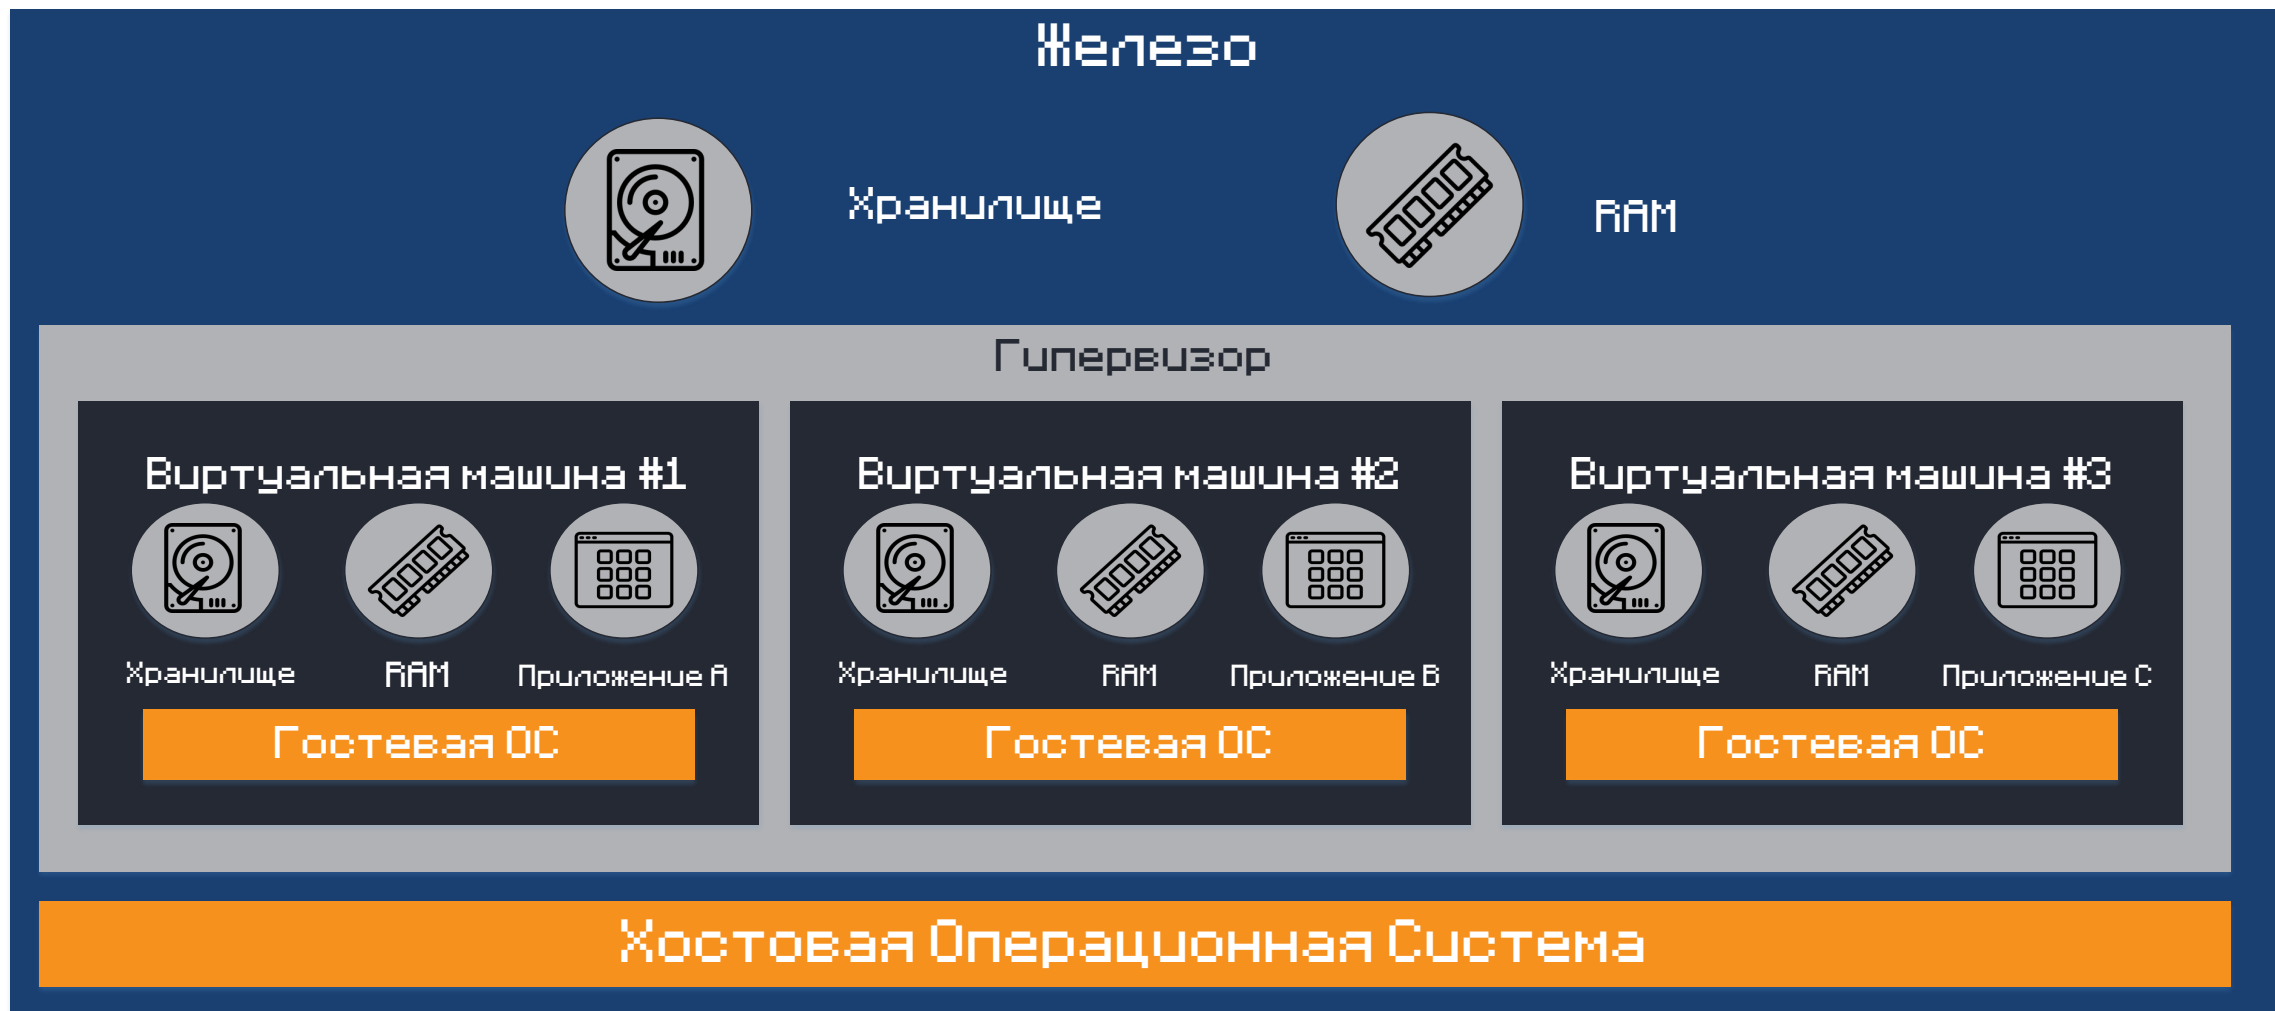 Железо
Хранилище
RAM
Гипервизор
Виртуальная машина #1
Хранилище
RAM
Приложение A
Гостевая ОС
Виртуальная машина #2
Хранилище
RAM
Приложение B
Гостевая ОС
Виртуальная машина #3
Хранилище
RAM
Приложение C
Гостевая ОС
Хостовая Операционная Система